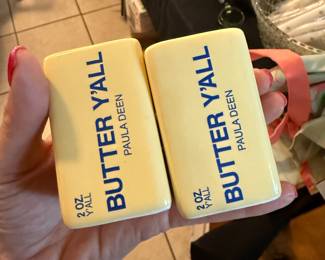 BUTTER Y'ALL
PAULA DEEN
2 OZ.
Y'ALL
BUTTER Y'ALL
PAULA DEEN
2 OZ.
Y'ALL